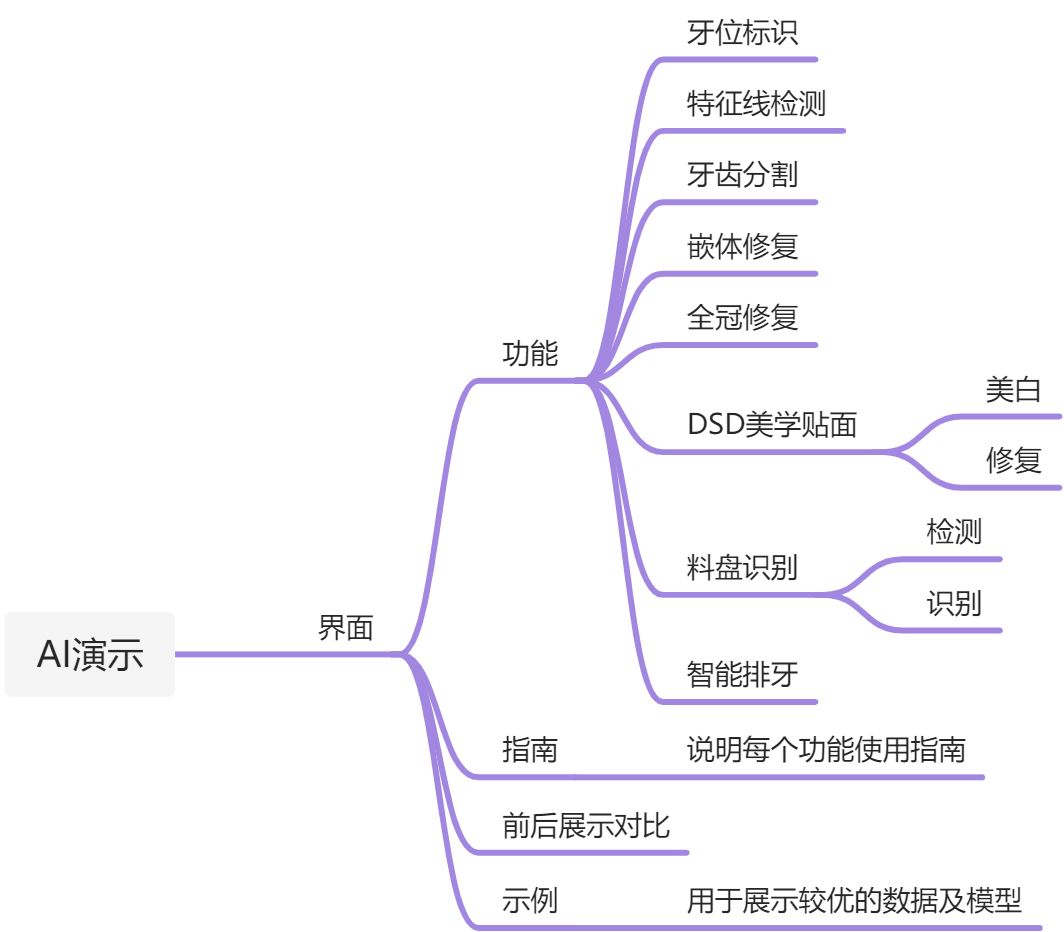 牙位标识
特征线检测
牙齿分割
嵌体修复
全冠修复
功能
美白
DSD美学贴面
修复
检测
料盘识别
识别
界面
AI演示
智能排牙
指南
说明每个功能使用指南
前后展示对比
示例
用于展示较优的数据及模型